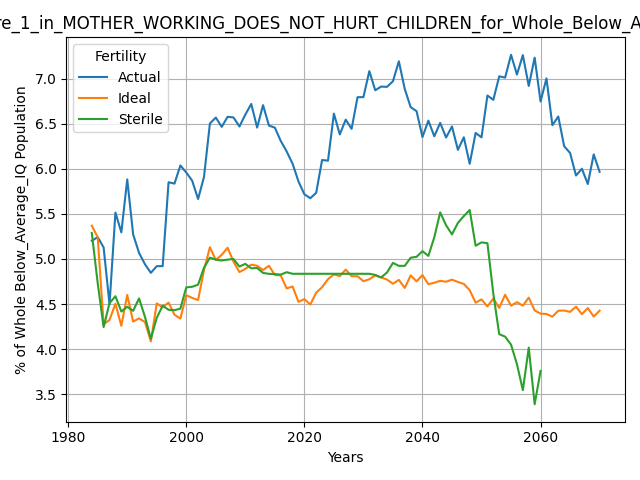 re_1_in_MOTHER_WORKING_DOES_NOT_HURT_CHILDREN_for_Whole_Below_A
Fertility
Actual
Ideal
Sterile
% of Whole Below_Average_IQ Population
7.0
6.5
6.0
5.5
5.0
4.5
4.0
3.5
1980
2000
2020
2040
2060
Years